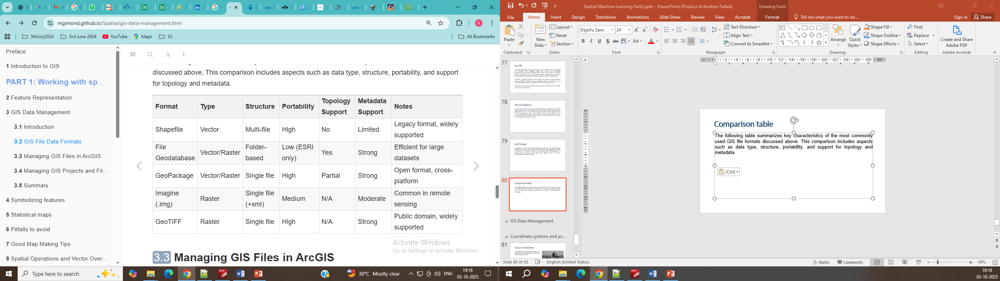 mgimond.github.io/Spatial/gis-data-management.html
5thJuly2024
3rd June 2024
YouTube
Maps
SS
All Bookmarks
Preface
1 Introduction to GIS
PART 1: Working with sp...
2 Feature Representation
3 GIS Data Management
3.1 Introduction
3.2 GIS File Data Formats
3.3 Managing GIS Files in ArcGIS
3.4 Managing GIS Projects and Fil...
3.5 Summary
4 Symbolizing features
5 Statistical maps
6 Pitfalls to avoid
7 Good Map Making Tips
8 Spatial Operations and Vector Over...
discussed above. This comparison includes aspects such as data type, structure, portability, and support
for topology and metadata.
Format Type Structure Portability Topology Support Metadata Support Notes
Shapefile Vector Multi-file High No Limited Legacy format, widely supported
File Geodatabase Vector/Raster Folder-based Low (ESRI only) Yes Strong Efficient for large datasets
GeoPackage Vector/Raster Single file High Partial Strong Open format, cross-platform
Imagine (.img) Raster Single file (+xml) Medium N/A Moderate Common in remote sensing
GeoTIFF Raster Single file High N/A Strong Public domain, widely supported
Activate Windows
Go to Settings to activate Windows.
3.3 Managing GIS Files in ArcGIS
Type here to search
30°C Mostly clear
ENG
19:18
03-10-2025
Spatial Machine Learning Part2.pptx - PowerPoint (Product Activation Failed)
Drawing Tools
File Home Insert Design Transitions Animations Slide Show Review View Acrobat Format Tell me what you want to do... Sign in Share
Paste
Clipboard
New Slide
Layout
Reset
Section
Slides
DejaVu Sans 24
Font
Text Direction
Align Text
Convert to SmartArt
Paragraph
Arrange
Quick Styles
Shape Fill
Shape Outline
Shape Effects
Drawing
Find
Replace
Select
Editing
Create and Share Adobe PDF
Adobe Acrobat
77
GeoTiff
78
File Geodatabase
79
GeoPackage
80
Comparison table
GIS Data Management
Coordinate systems and pr...
81
Types of spatial data
Comparison table
The following table summarizes key characteristics of the most commonly
used GIS file formats discussed above. This comparison includes aspects
such as data type, structure, portability, and support for topology and
metadata.
(Ctrl)
Slide 80 of 83
English (United States)
Notes
Comments
40%
19:18
03-10-2025